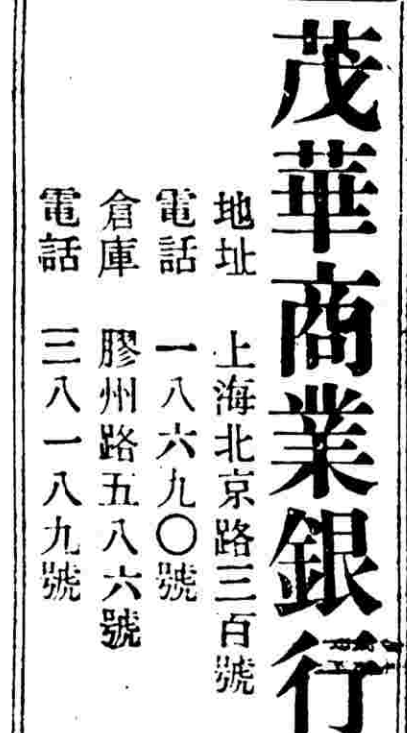 茂華商業銀行
地址 上海北京路三百號
電話 一八六九〇號
倉庫 膠州路五八六號
電話 三八一八九號